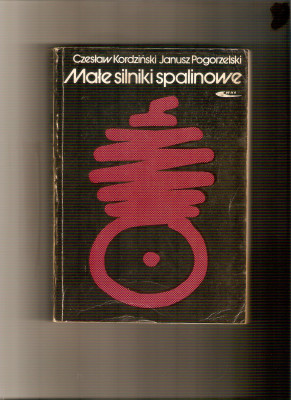 Czesław Kordziński Janusz Pogorzelski
Małe silniki spalinowe